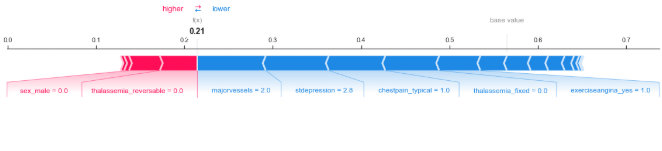 higher ⇄ lower
f(x) base value
0.21
0.0 0.1 0.2 0.3 0.4 0.5 0.6 0.7
sex_male = 0.0 thalassemia_reversable = 0.0 majorvessels = 2.0 stdepression = 2.8 chestpain_typical = 1.0 thalassemia_fixed = 0.0 exerciseangina_yes = 1.0